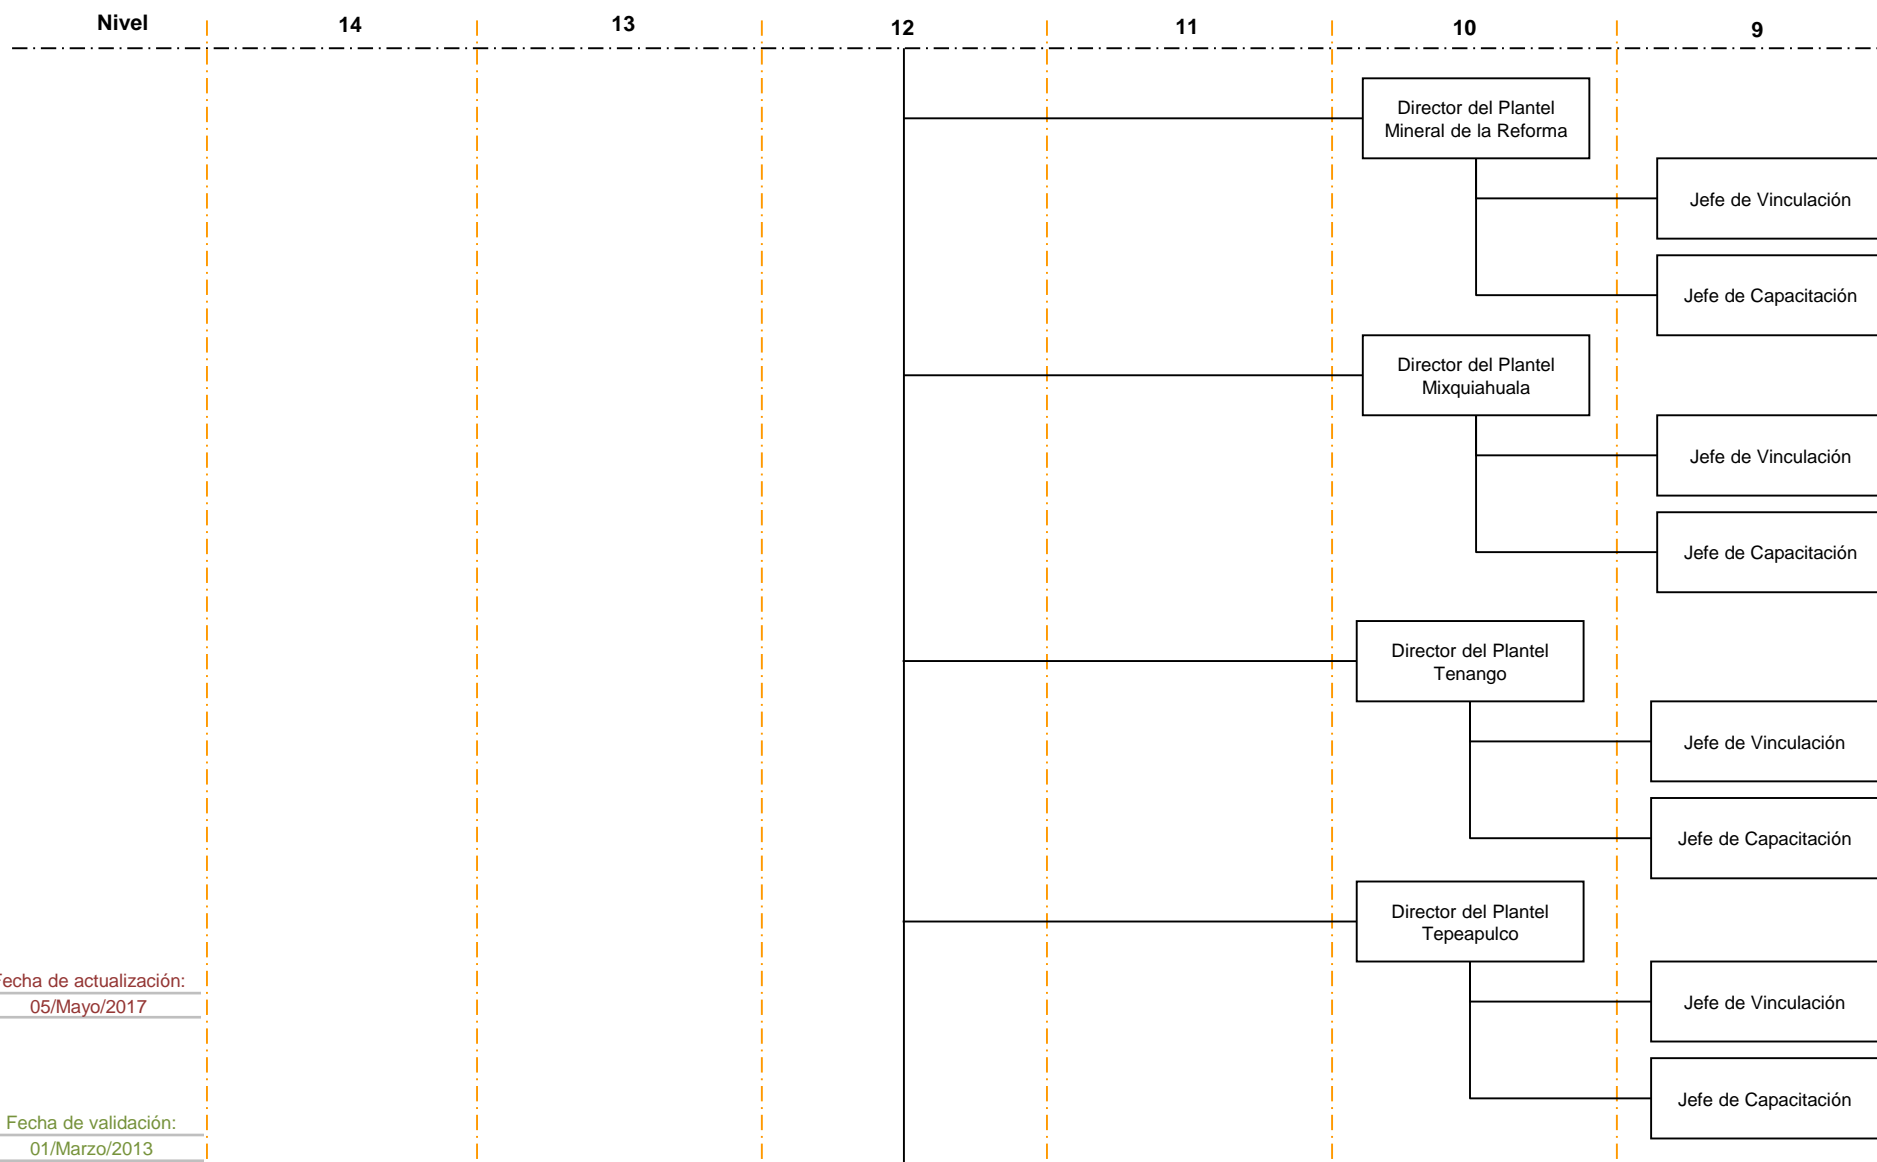 Nivel 14 13 12 11 10 9
Director del Plantel
Mineral de la Reforma
Jefe de Vinculación
Jefe de Capacitación
Director del Plantel
Mixquiahuala
Jefe de Vinculación
Jefe de Capacitación
Director del Plantel
Tenango
Jefe de Vinculación
Jefe de Capacitación
Director del Plantel
Tepeapulco
Jefe de Vinculación
Jefe de Capacitación
Fecha de actualización:
05/Mayo/2017
Fecha de validación:
01/Marzo/2013